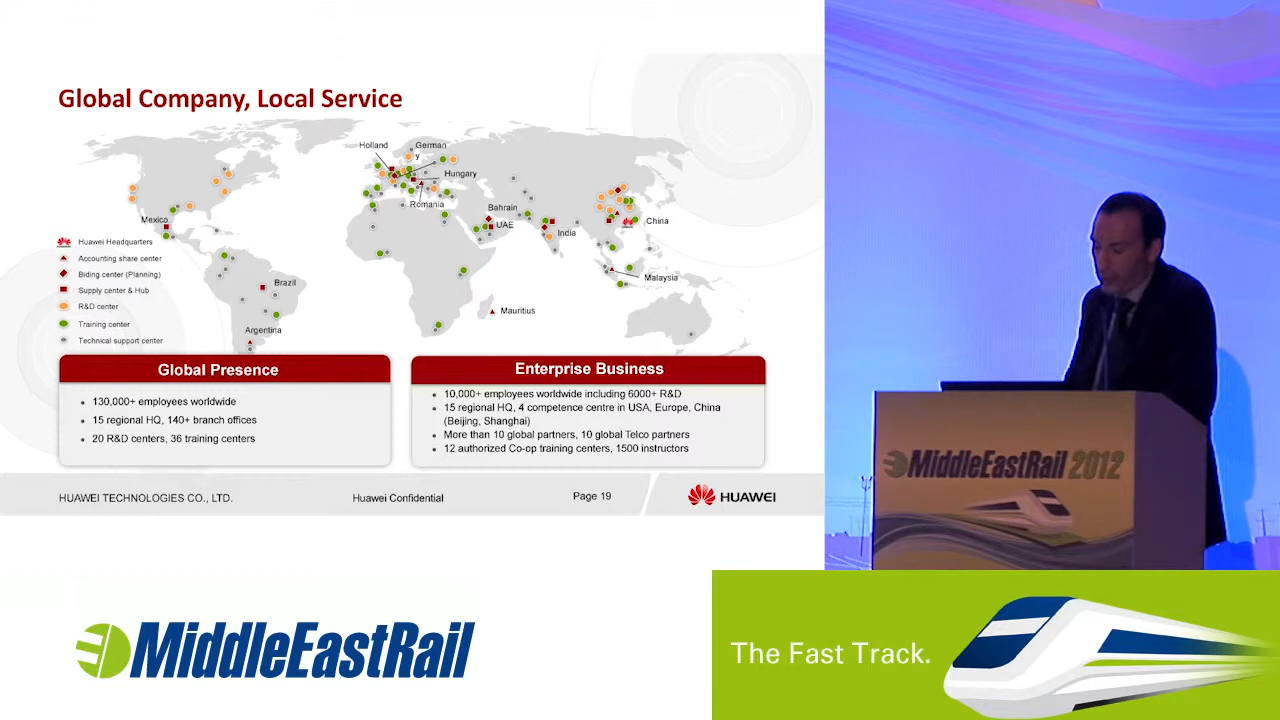 Global Company, Local Service
Holland
German
y
Hungary
Romania
Bahrain
UAE
India
China
Malaysia
Mauritius
Mexico
Brazil
Argentina
Huawei Headquarters
Accounting share center
Biding center (Planning)
Supply center & Hub
R&D center
Training center
Technical support center
Global Presence
130,000+ employees worldwide
15 regional HQ, 140+ branch offices
20 R&D centers, 36 training centers
Enterprise Business
10,000+ employees worldwide including 6000+ R&D
15 regional HQ, 4 competence centre in USA, Europe, China
(Beijing, Shanghai)
More than 10 global partners, 10 global Telco partners
12 authorized Co-op training centers, 1500 instructors
HUAWEI TECHNOLOGIES CO., LTD.
Huawei Confidential
Page 19
HUAWEI
MiddleEastRail 2012
MiddleEastRail
The Fast Track.